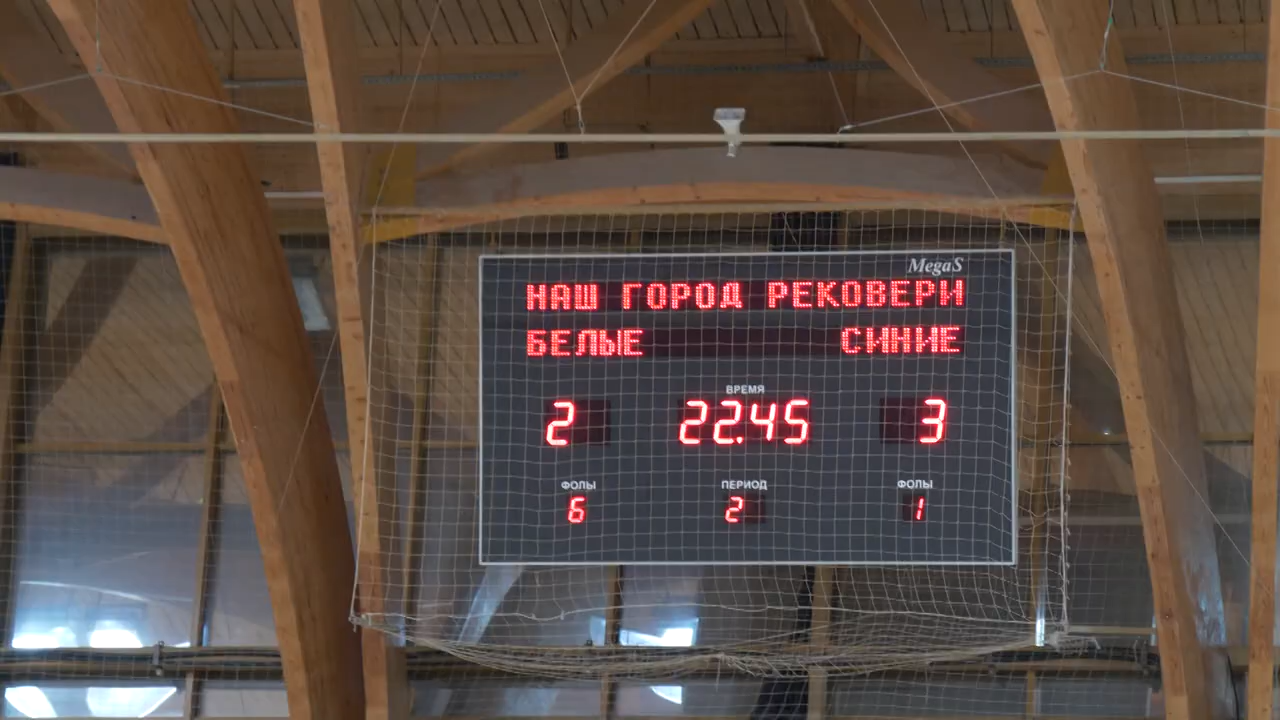 MegaS
НАШ ГОРОД РЕКОВЕРИ
БЕЛЫЕ СИНИЕ
ВРЕМЯ
2 22.45 3
ФОЛЫ ПЕРИОД ФОЛЫ
6 2 1